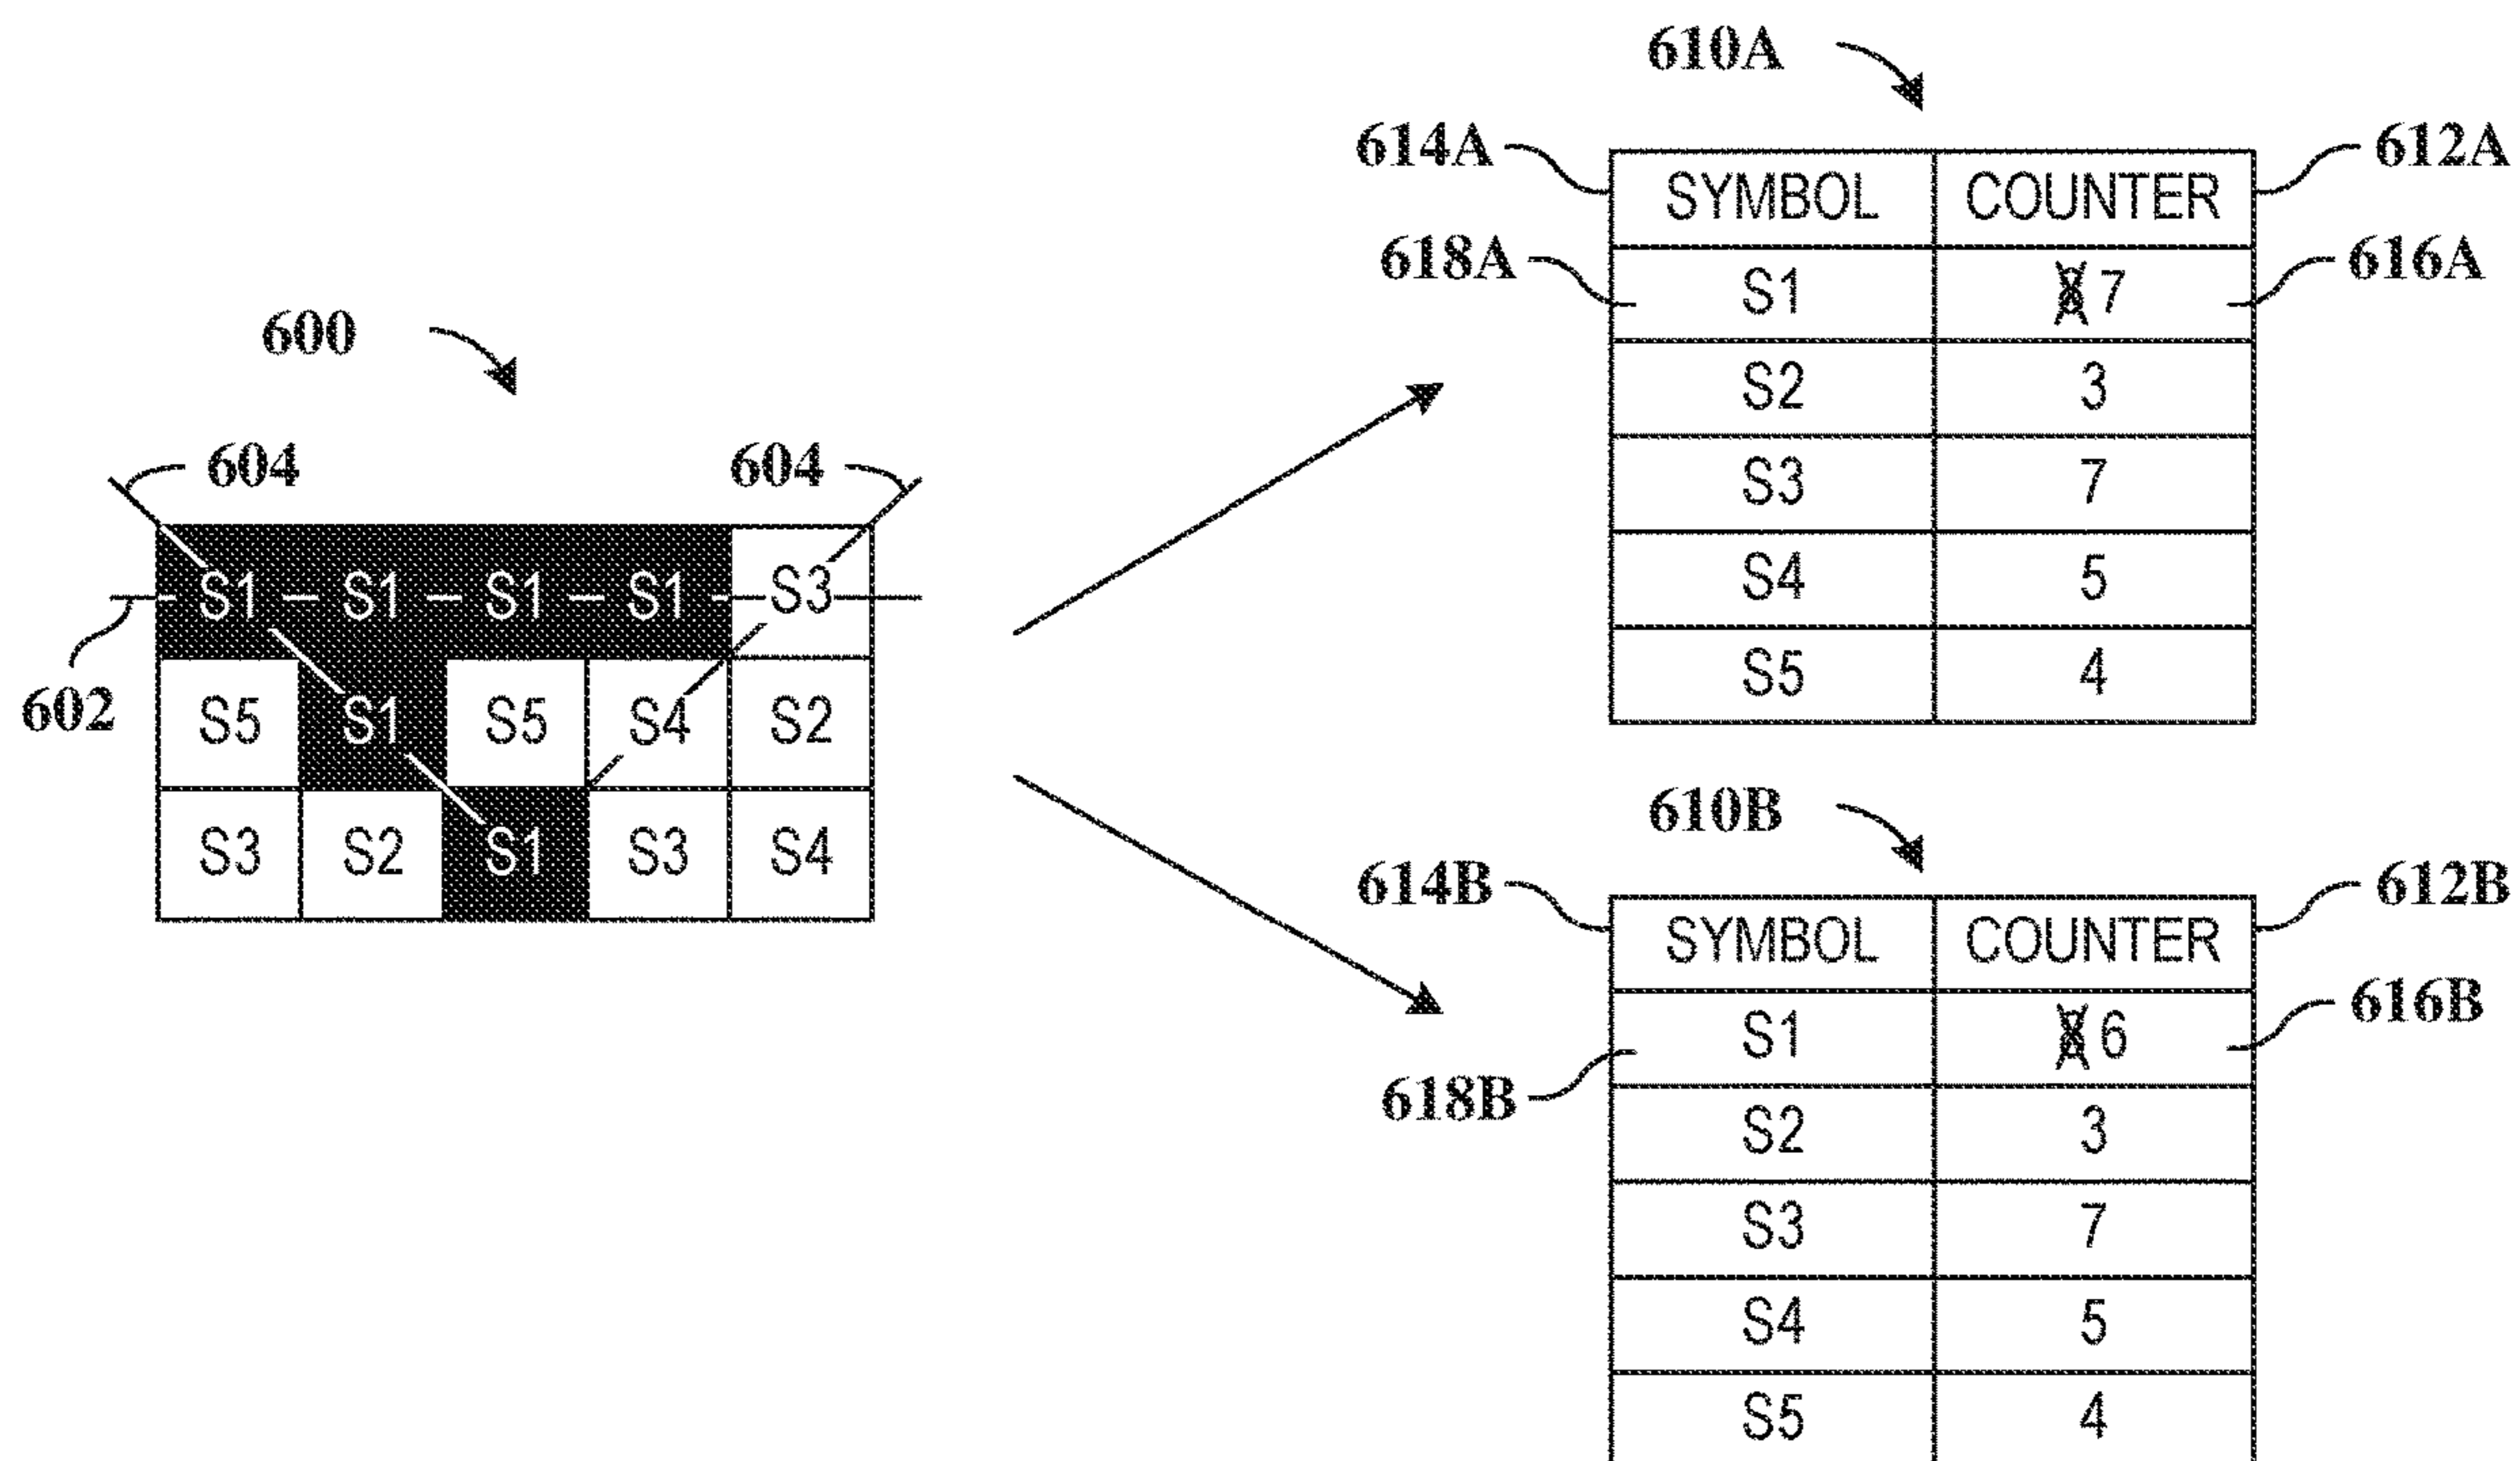 600
604 604
602
S1 S1 S1 S1 S3
S5 S1 S5 S4 S2
S3 S2 S1 S3 S4
610A
614A 612A
SYMBOL COUNTER
618A 616A
S1 8 7
S2 3
S3 7
S4 5
S5 4
610B
614B 612B
SYMBOL COUNTER
616B
S1 8 6
618B
S2 3
S3 7
S4 5
S5 4